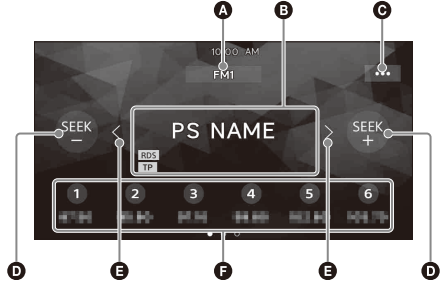 A B C
10:00 AM
FM1
SEEK SEEK
− PS NAME +
RDS
TP
1 2 3 4 5 6
D E F E D